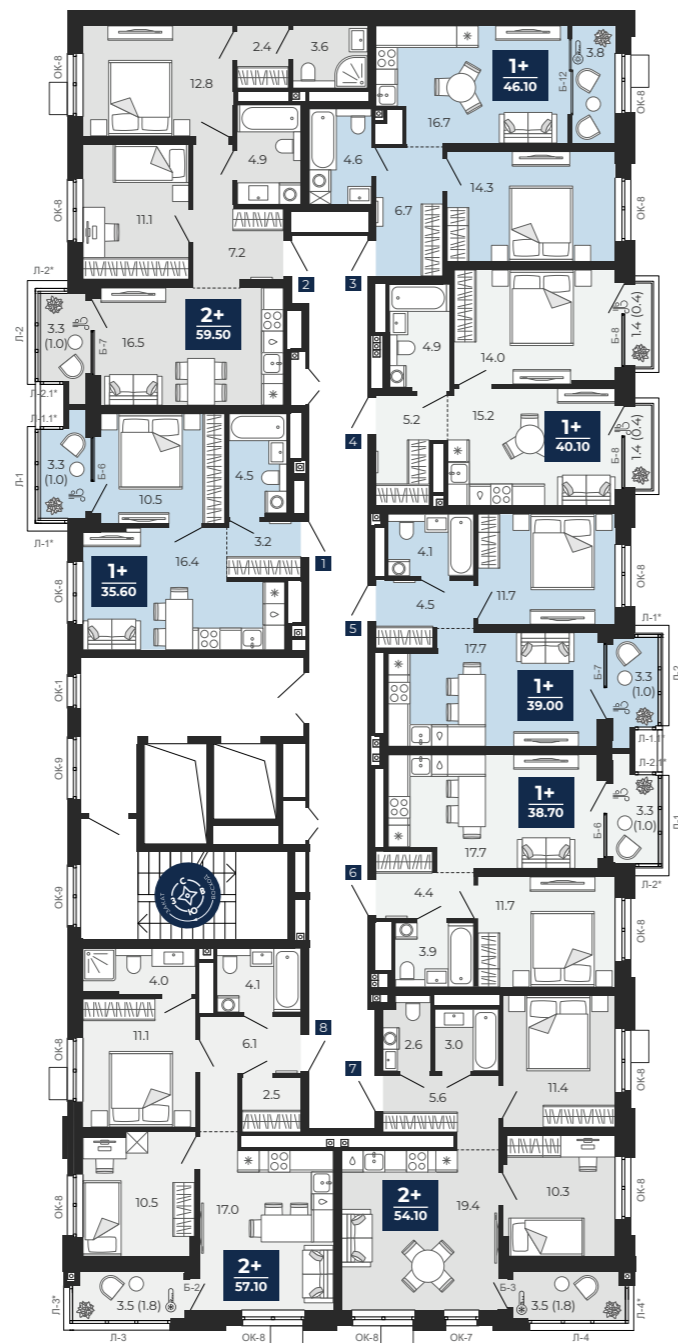 ОК-8
12.8
2.4
3.6
1+
46.10
3.8
Б-12
ОК-8
16.7
4.9
4.6
11.1
ОК-8
7.2
6.7
14.3
ОК-8
2
3
Л-2*
Л-2
3.3
(1.0)
Б-7
16.5
2+
59.50
4.9
14.0
Б-8
1.4 (0.4)
Л-2.1*
Л-1.1*
Л-1
3.3
(1.0)
Б-6
10.5
4.5
4
5.2
15.2
1+
40.10
Б-8
1.4 (0.4)
Л-1*
ОК-8
1+
35.60
16.4
3.2
1
4.1
4.5
11.7
ОК-8
5
Л-1*
17.7
1+
39.00
Б-7
3.3
(1.0)
Л-2
Л-1.1*
ОК-1
ОК-9
ОК-9
Л-2.1*
17.7
1+
38.70
Б-6
3.3
(1.0)
Л-1
Л-2*
6
4.4
3.9
11.7
ОК-8
С
В
Ю
З
ЗАКАТ
ВОСХОД
4.0
4.1
11.1
ОК-8
6.1
8
2.5
7
2.6
3.0
5.6
11.4
ОК-8
10.5
ОК-8
17.0
2+
57.10
2+
54.10
19.4
10.3
ОК-8
Л-3*
3.5 (1.8)
Б-2
Б-3
3.5 (1.8)
Л-4*
Л-3
ОК-8
ОК-8
ОК-7
Л-4